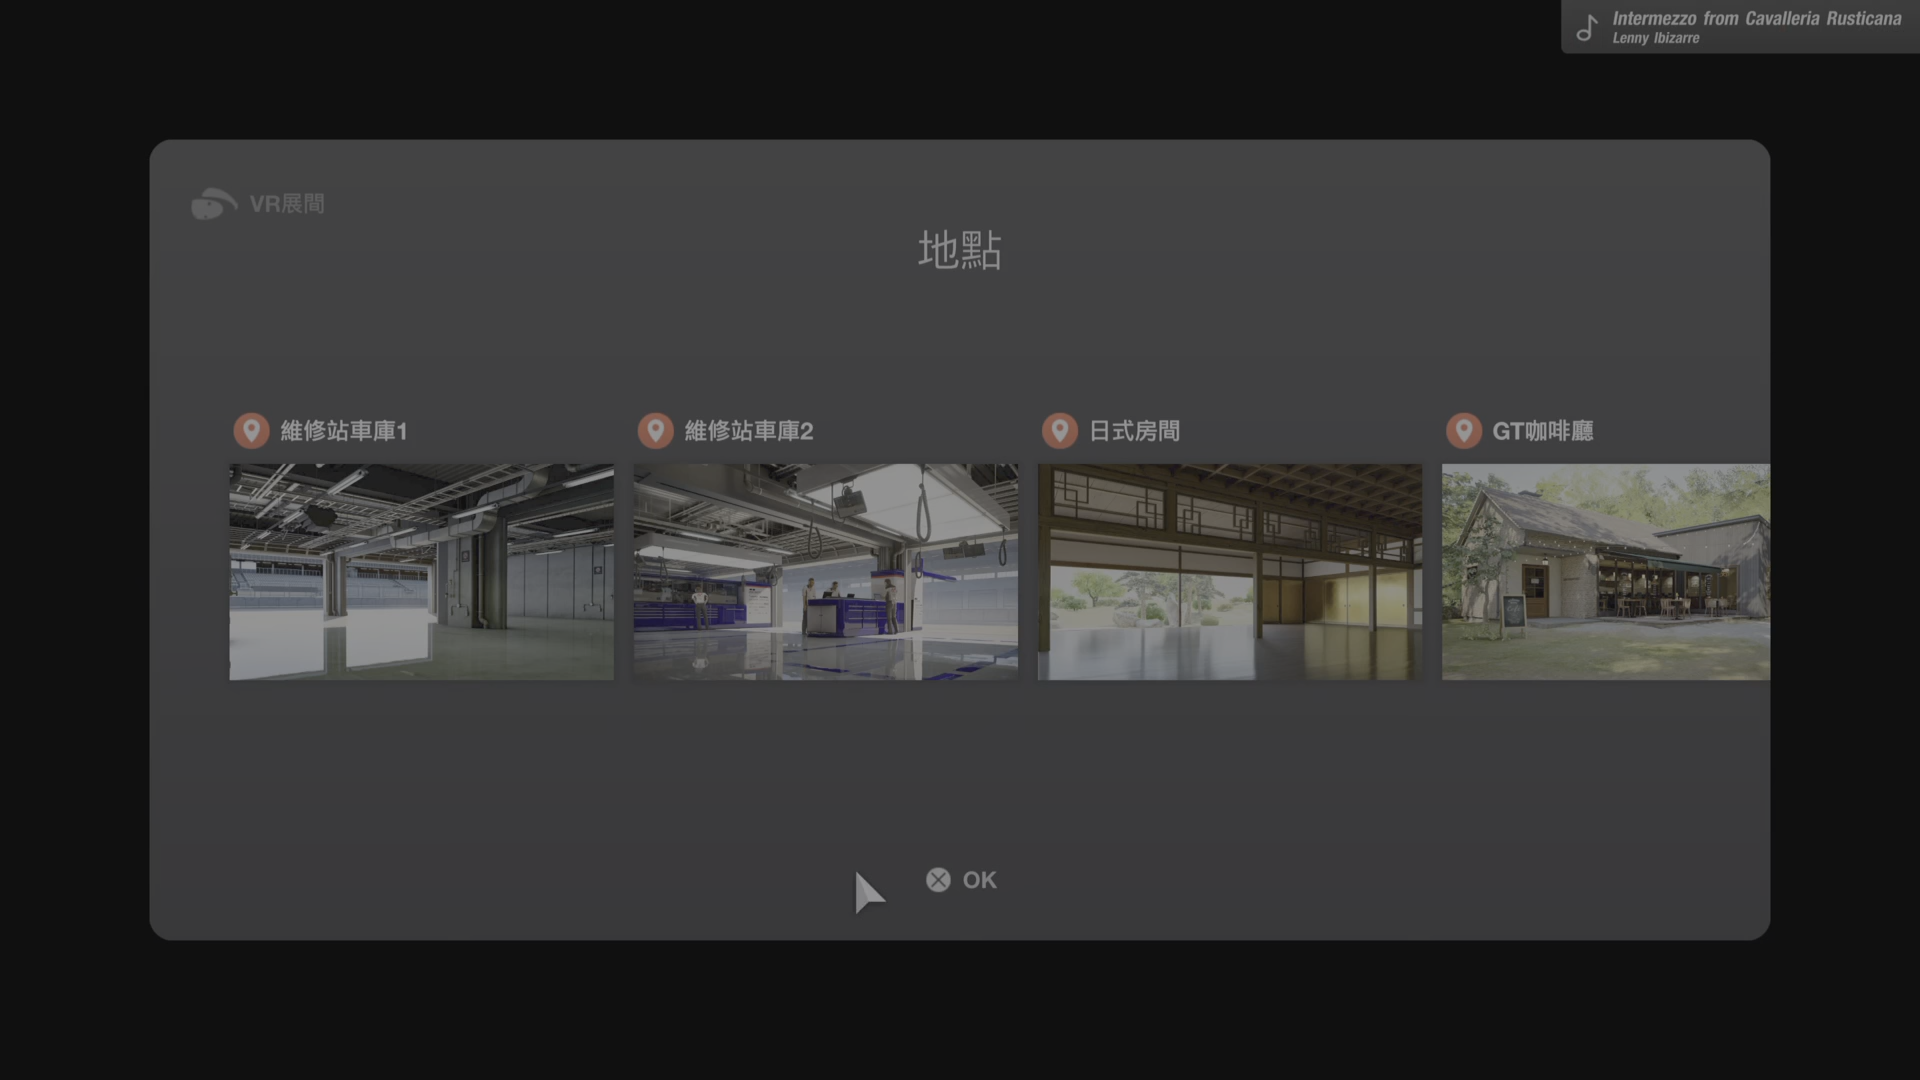 Intermezzo from Cavalleria Rusticana
Lenny Ibizarre
VR展間
地點
維修站車庫1
維修站車庫2
日式房間
GT咖啡廳
OK